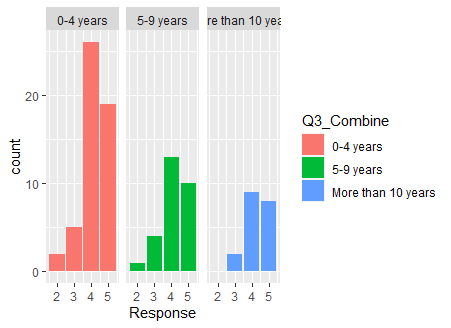 0-4 years
5-9 years
re than 10 yea
20
10
0
count
2 3 4 5
2 3 4 5
2 3 4 5
Response
Q3_Combine
0-4 years
5-9 years
More than 10 years